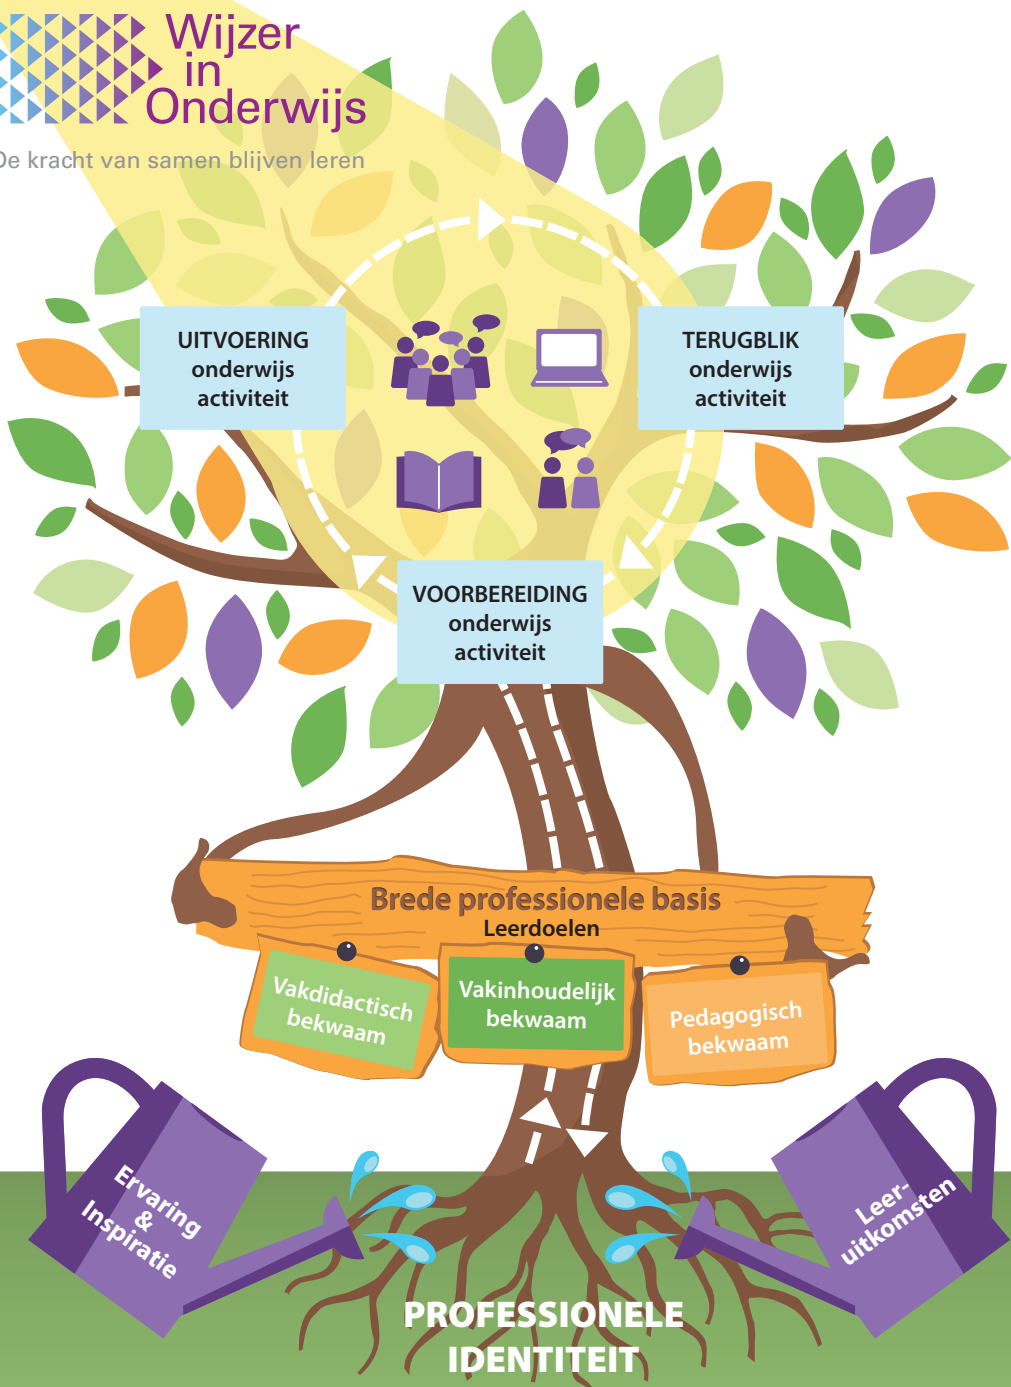 Wijzer
in
Onderwijs
De kracht van samen blijven leren
UITVOERING
onderwijs
activiteit
TERUGBLIK
onderwijs
activiteit
VOORBEREIDING
onderwijs
activiteit
Brede professionele basis
Leerdoelen
Vakdidactisch
bekwaam
Vakinhoudelijk
bekwaam
Pedagogisch
bekwaam
Ervaring
&
Inspiratie
Leer-
uitkomsten
PROFESSIONELE
IDENTITEIT